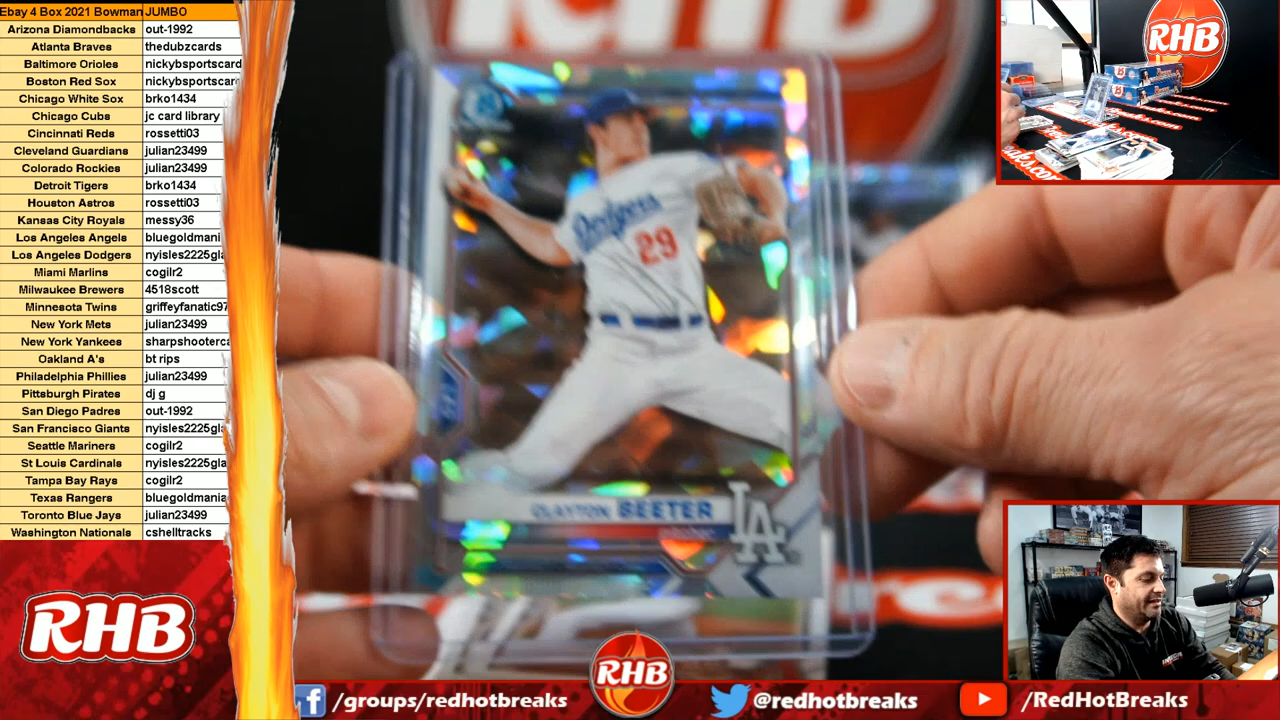 Ebay 4 Box 2021 Bowman JUMBO
Arizona Diamondbacks out-1992
Atlanta Braves thedubzcards
Baltimore Orioles nickybsportscard
Boston Red Sox nickybsportscard
Chicago White Sox brko1434
Chicago Cubs jc card library
Cincinnati Reds rossetti03
Cleveland Guardians julian23499
Colorado Rockies julian23499
Detroit Tigers brko1434
Houston Astros rossetti03
Kansas City Royals messy36
Los Angeles Angels bluegoldmani
Los Angeles Dodgers nyisles2225gla
Miami Marlins cogilr2
Milwaukee Brewers 4518scott
Minnesota Twins griffeyfanatic97
New York Mets julian23499
New York Yankees sharpshooterca
Oakland A's bt rips
Philadelphia Phillies julian23499
Pittsburgh Pirates dj g
San Diego Padres out-1992
San Francisco Giants nyisles2225gla
Seattle Mariners cogilr2
St Louis Cardinals nyisles2225gla
Tampa Bay Rays cogilr2
Texas Rangers bluegoldmania
Toronto Blue Jays julian23499
Washington Nationals cshelltracks
RHB
RHB
Dodgers
29
CLAYTON BEETER
LA
RHB
RHB
/groups/redhotbreaks
@redhotbreaks
/RedHotBreaks